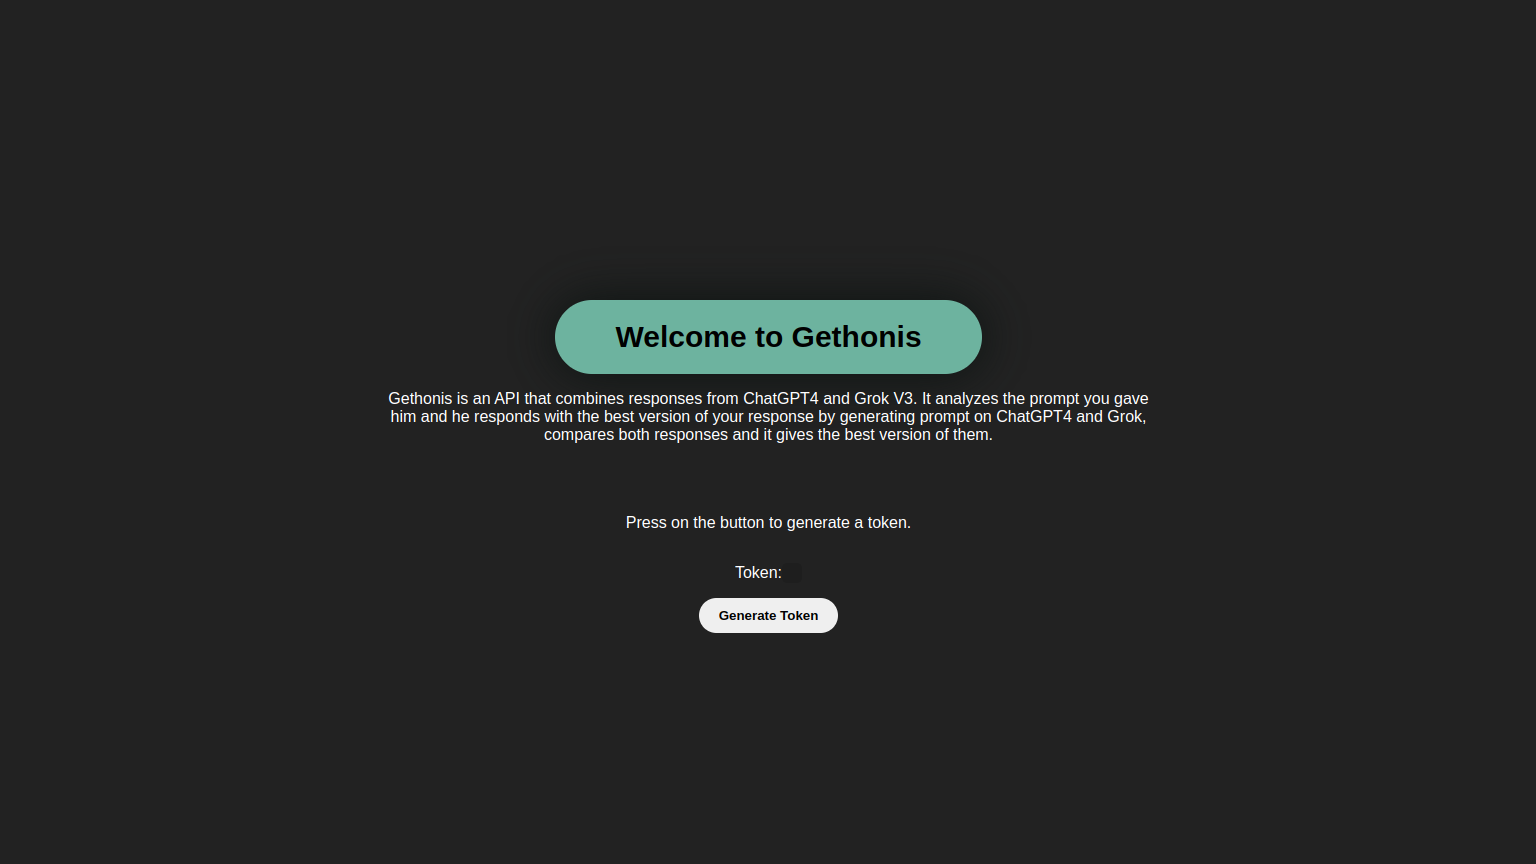 Welcome to Gethonis
Gethonis is an API that combines responses from ChatGPT4 and Grok V3. It analyzes the prompt you gave
him and he responds with the best version of your response by generating prompt on ChatGPT4 and Grok,
compares both responses and it gives the best version of them.
Press on the button to generate a token.
Token:
Generate Token